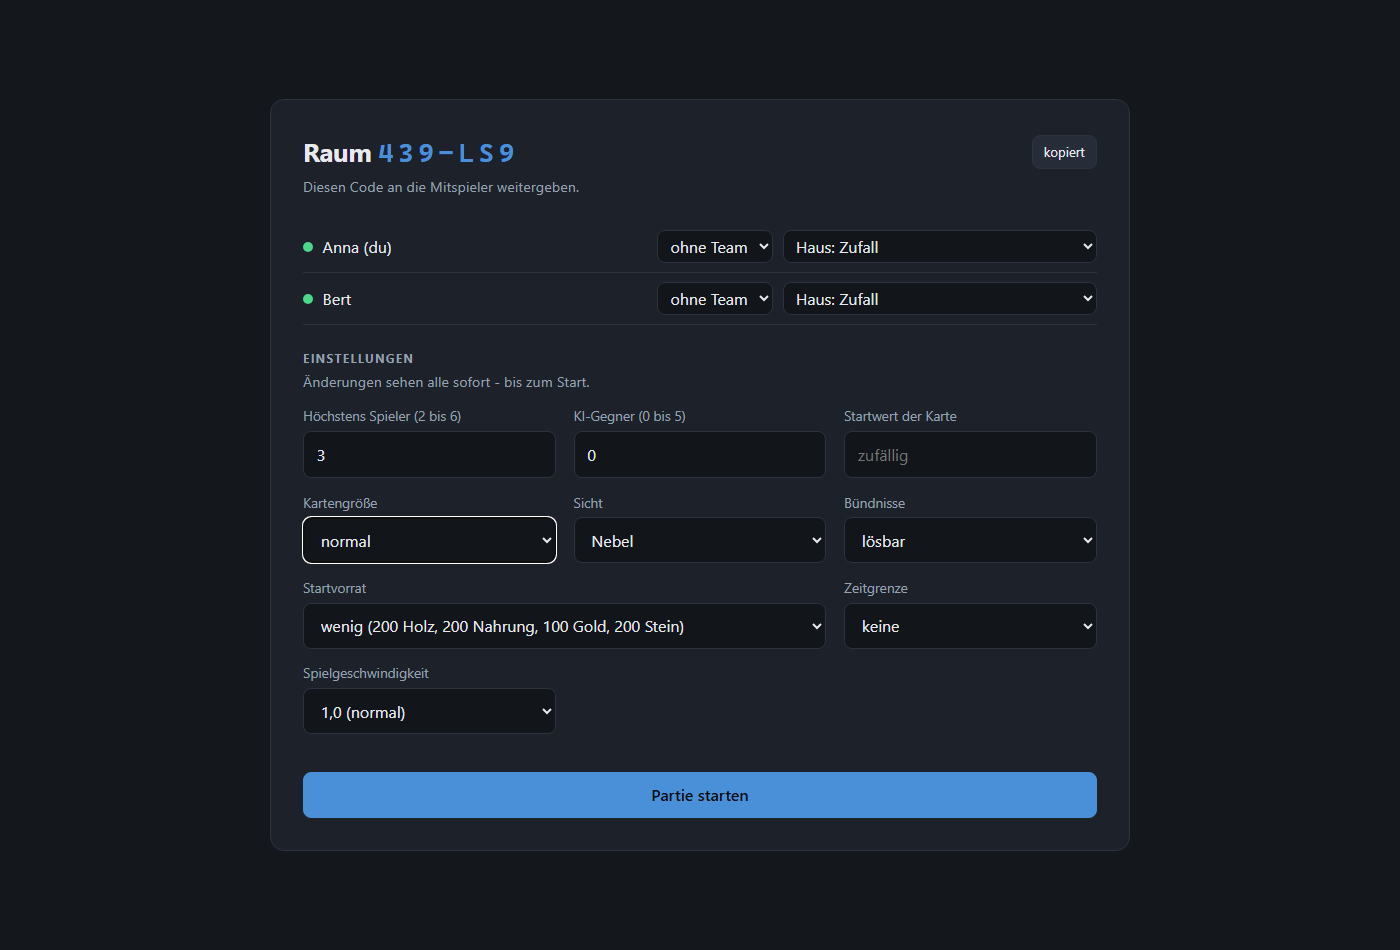 Raum 439-LS9
kopiert
Diesen Code an die Mitspieler weitergeben.
Anna (du)
ohne Team
Haus: Zufall
Bert
ohne Team
Haus: Zufall
EINSTELLUNGEN
Änderungen sehen alle sofort - bis zum Start.
Höchstens Spieler (2 bis 6)
KI-Gegner (0 bis 5)
Startwert der Karte
3
0
zufällig
Kartengröße
Sicht
Bündnisse
normal
Nebel
lösbar
Startvorrat
Zeitgrenze
wenig (200 Holz, 200 Nahrung, 100 Gold, 200 Stein)
keine
Spielgeschwindigkeit
1,0 (normal)
Partie starten